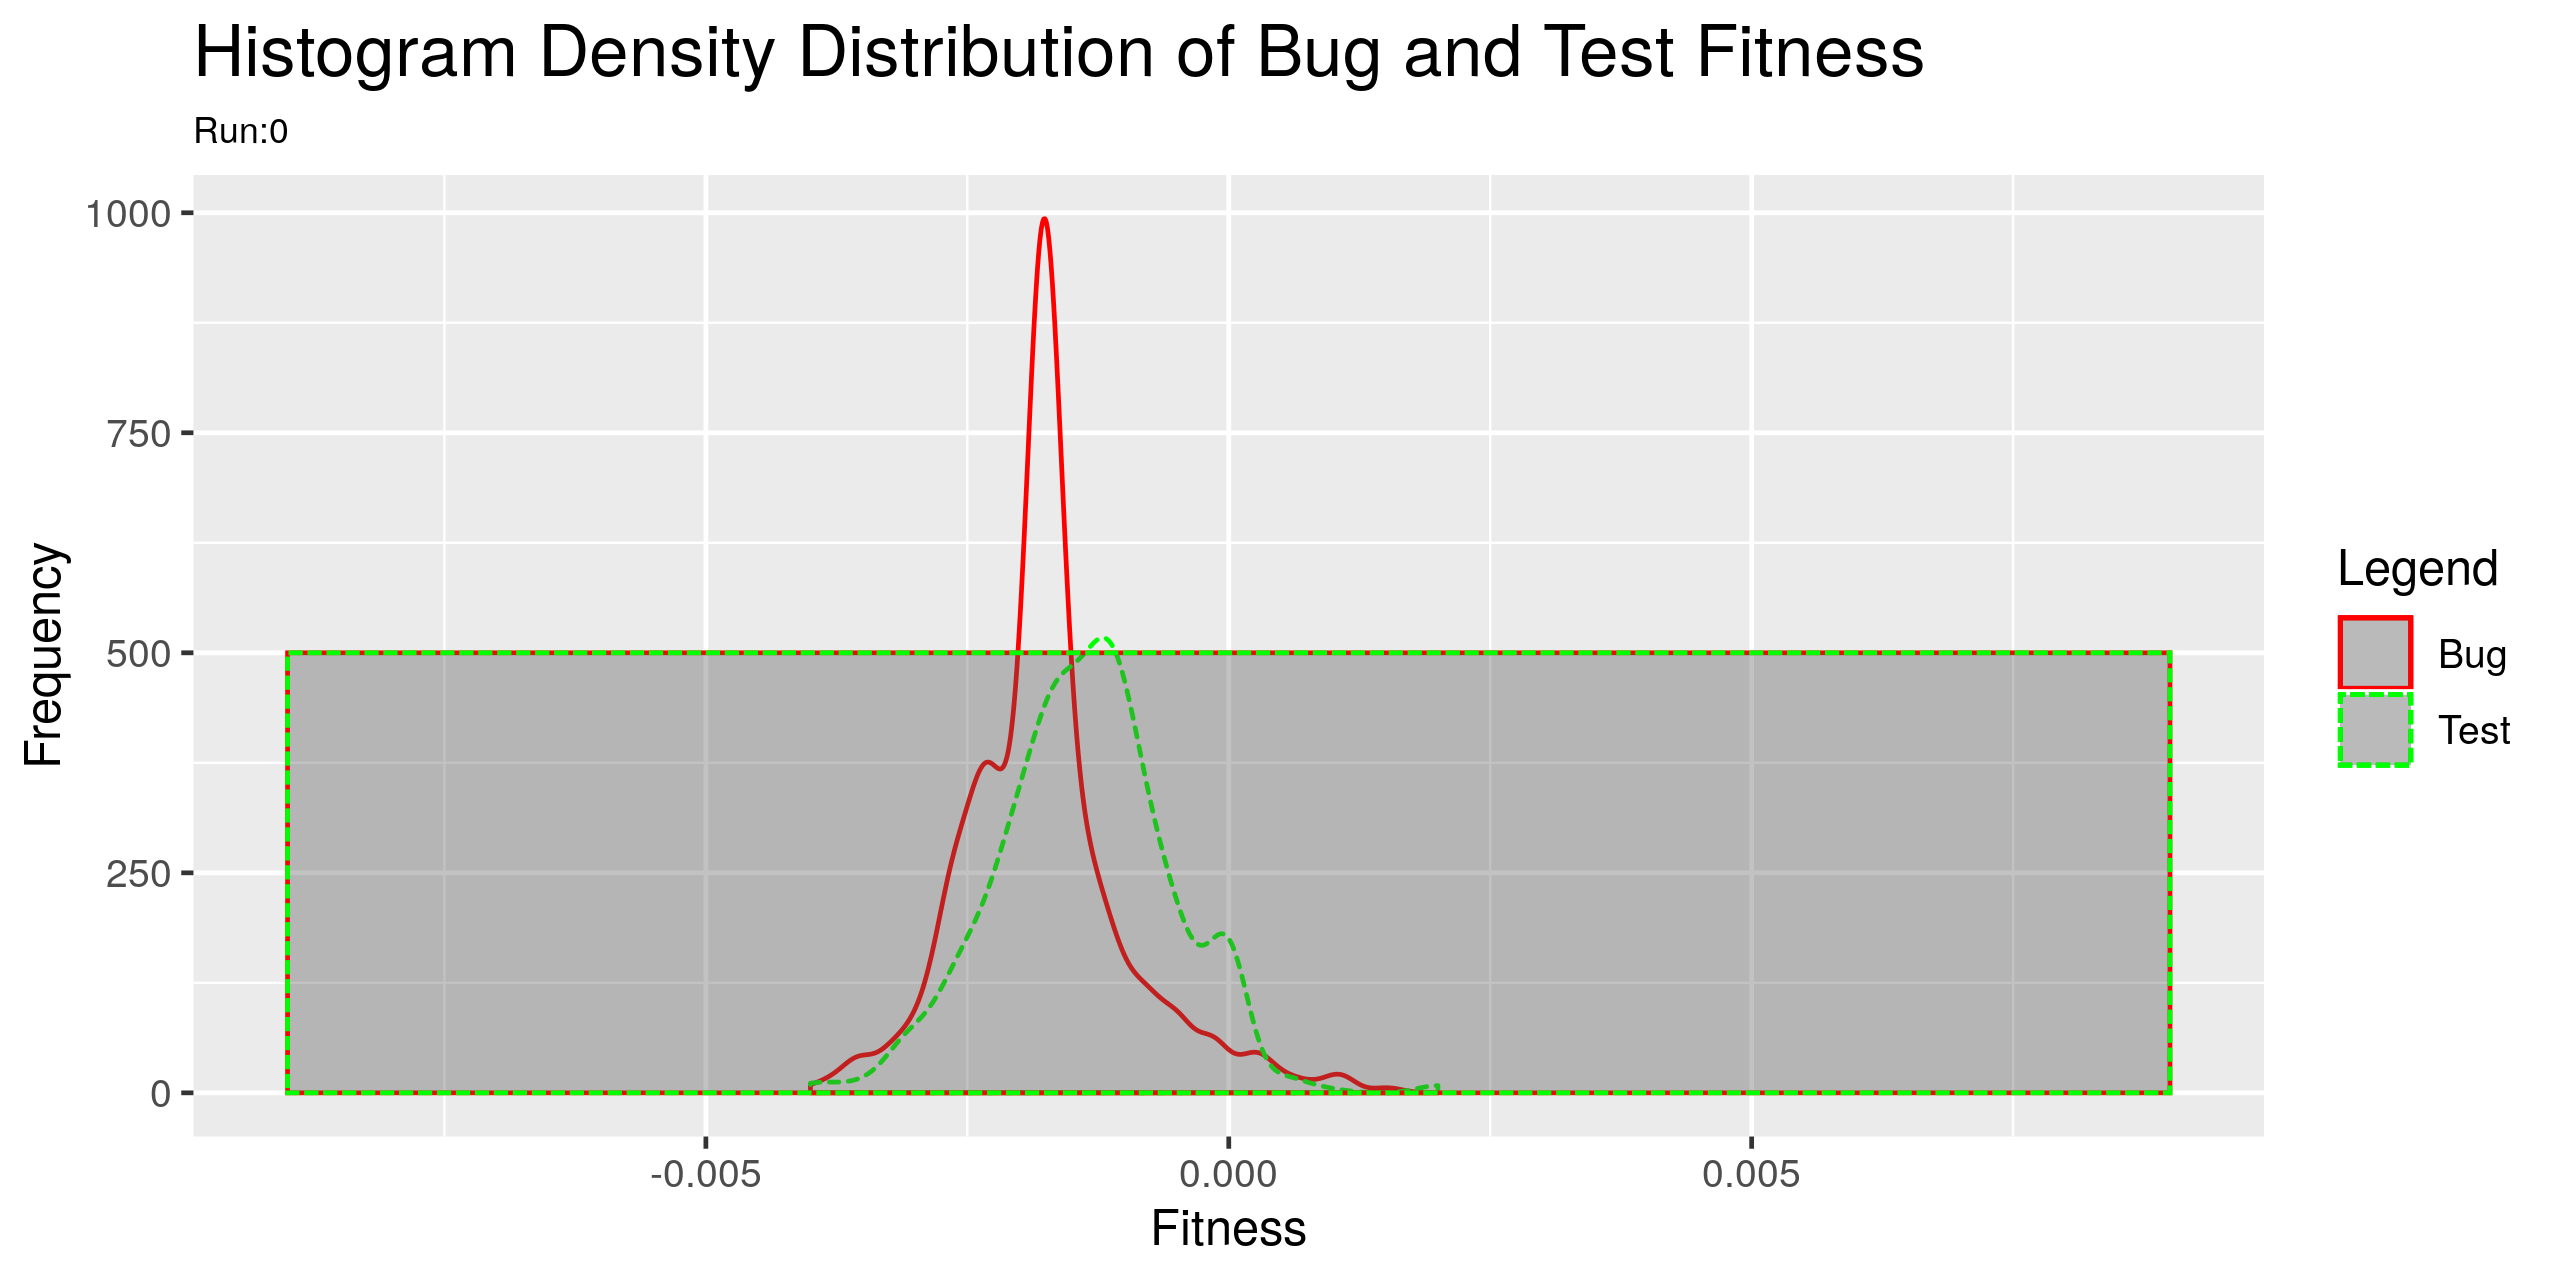 Histogram Density Distribution of Bug and Test Fitness
Run:0
1000
750
500
250
0
Frequency
-0.005
0.000
0.005
Fitness
Legend
Bug
Test